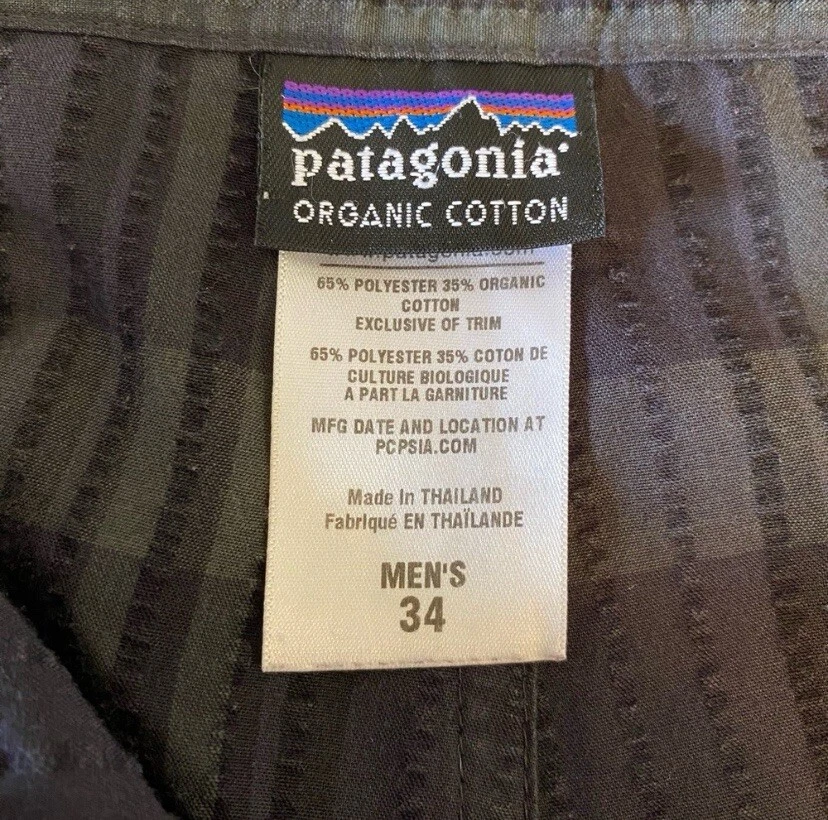 patagonia
ORGANIC COTTON
65% POLYESTER 35% ORGANIC
COTTON
EXCLUSIVE OF TRIM
65% POLYESTER 35% COTON DE
CULTURE BIOLOGIQUE
A PART LA GARNITURE
MFG DATE AND LOCATION AT
PCPSIA.COM
Made In THAILAND
Fabriqué EN THAÏLANDE
MEN'S
34